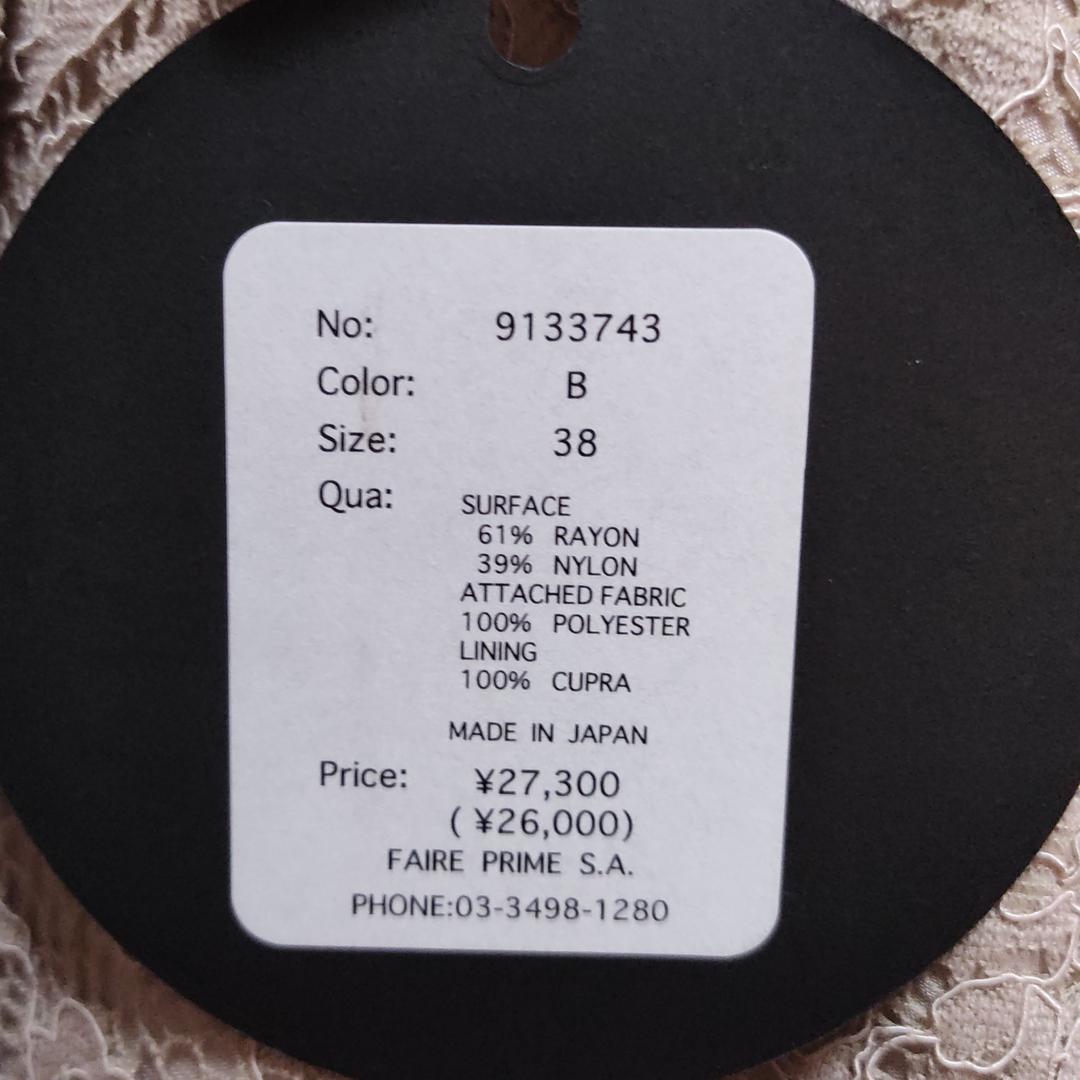 No: 9133743
Color: B
Size: 38
Qua: SURFACE
61% RAYON
39% NYLON
ATTACHED FABRIC
100% POLYESTER
LINING
100% CUPRA
MADE IN JAPAN
Price: ¥27,300
( ¥26,000)
FAIRE PRIME S.A.
PHONE:03-3498-1280